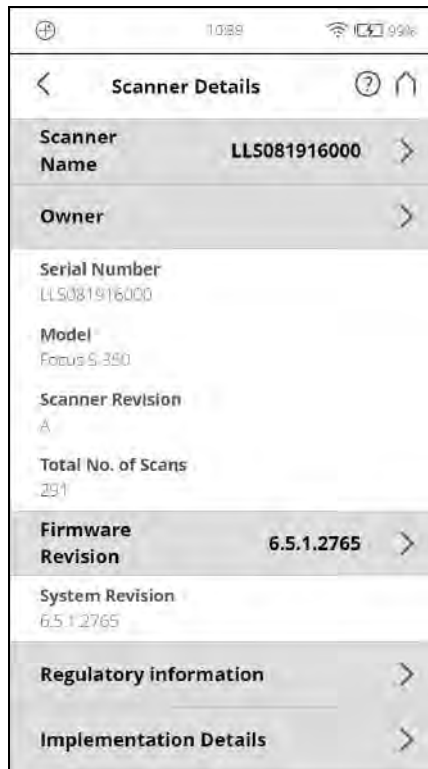 10:39
99%
Scanner Details
Scanner
Name
LLS081916000
Owner
Serial Number
LLS081916000
Model
Focus S 350
Scanner Revision
A
Total No. of Scans
291
Firmware
Revision
6.5.1.2765
System Revision
6.5.1.2765
Regulatory information
Implementation Details